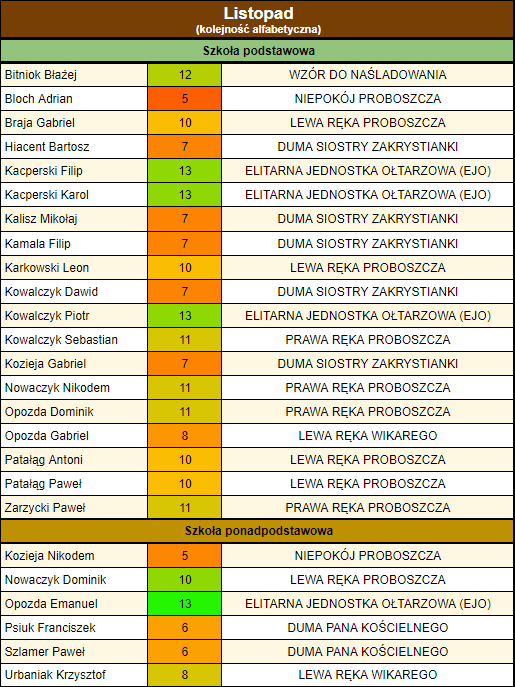 Listopad
(kolejność alfabetyczna)
Szkoła podstawowa
Bitniok Błażej 12 WZÓR DO NAŚLADOWANIA
Bloch Adrian 5 NIEPOKÓJ PROBOSZCZA
Braja Gabriel 10 LEWA RĘKA PROBOSZCZA
Hiacent Bartosz 7 DUMA SIOSTRY ZAKRYSTIANKI
Kacperski Filip 13 ELITARNA JEDNOSTKA OŁTARZOWA (EJO)
Kacperski Karol 13 ELITARNA JEDNOSTKA OŁTARZOWA (EJO)
Kalisz Mikołaj 7 DUMA SIOSTRY ZAKRYSTIANKI
Kamala Filip 7 DUMA SIOSTRY ZAKRYSTIANKI
Karkowski Leon 10 LEWA RĘKA PROBOSZCZA
Kowalczyk Dawid 7 DUMA SIOSTRY ZAKRYSTIANKI
Kowalczyk Piotr 13 ELITARNA JEDNOSTKA OŁTARZOWA (EJO)
Kowalczyk Sebastian 11 PRAWA RĘKA PROBOSZCZA
Kozieja Gabriel 7 DUMA SIOSTRY ZAKRYSTIANKI
Nowaczyk Nikodem 11 PRAWA RĘKA PROBOSZCZA
Opozda Dominik 11 PRAWA RĘKA PROBOSZCZA
Opozda Gabriel 8 LEWA RĘKA WIKAREGO
Patałąg Antoni 10 LEWA RĘKA PROBOSZCZA
Patałąg Paweł 10 LEWA RĘKA PROBOSZCZA
Zarzycki Paweł 11 PRAWA RĘKA PROBOSZCZA
Szkoła ponadpodstawowa
Kozieja Nikodem 5 NIEPOKÓJ PROBOSZCZA
Nowaczyk Dominik 10 LEWA RĘKA PROBOSZCZA
Opozda Emanuel 13 ELITARNA JEDNOSTKA OŁTARZOWA (EJO)
Psiuk Franciszek 6 DUMA PANA KOŚCIELNEGO
Szlamer Paweł 6 DUMA PANA KOŚCIELNEGO
Urbaniak Krzysztof 8 LEWA RĘKA WIKAREGO